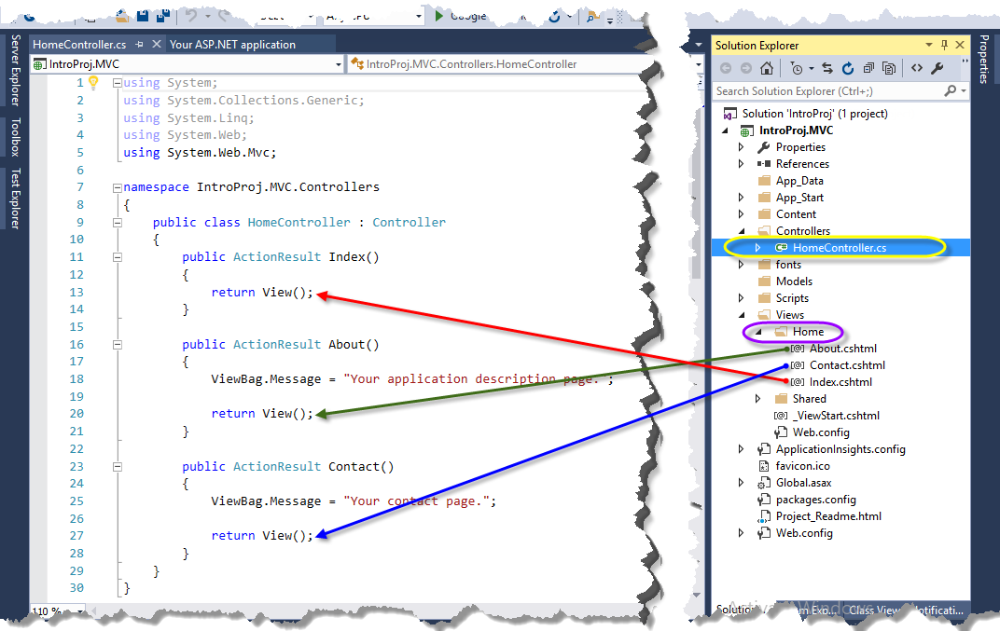 Google
HomeController.cs
Your ASP.NET application
IntroProj.MVC
IntroProj.MVC.Controllers.HomeController
Server Explorer
Toolbox
Test Explorer
1 using System;
2 using System.Collections.Generic;
3 using System.Linq;
4 using System.Web;
5 using System.Web.Mvc;
6
7 namespace IntroProj.MVC.Controllers
8 {
9 public class HomeController : Controller
10 {
11 public ActionResult Index()
12 {
13 return View();
14 }
15
16 public ActionResult About()
17 {
18 ViewBag.Message = "Your application description page.";
19
20 return View();
21 }
22
23 public ActionResult Contact()
24 {
25 ViewBag.Message = "Your contact page.";
26
27 return View();
28 }
29 }
30 }
110 %
Solution Explorer
Search Solution Explorer (Ctrl+;)
Solution 'IntroProj' (1 project)
IntroProj.MVC
Properties
References
App_Data
App_Start
Content
Controllers
C# HomeController.cs
fonts
Models
Scripts
Views
Home
[@] About.cshtml
[@] Contact.cshtml
[@] Index.cshtml
Shared
[@] _ViewStart.cshtml
Web.config
ApplicationInsights.config
favicon.ico
Global.asax
packages.config
Project_Readme.html
Web.config
Class View
Properties